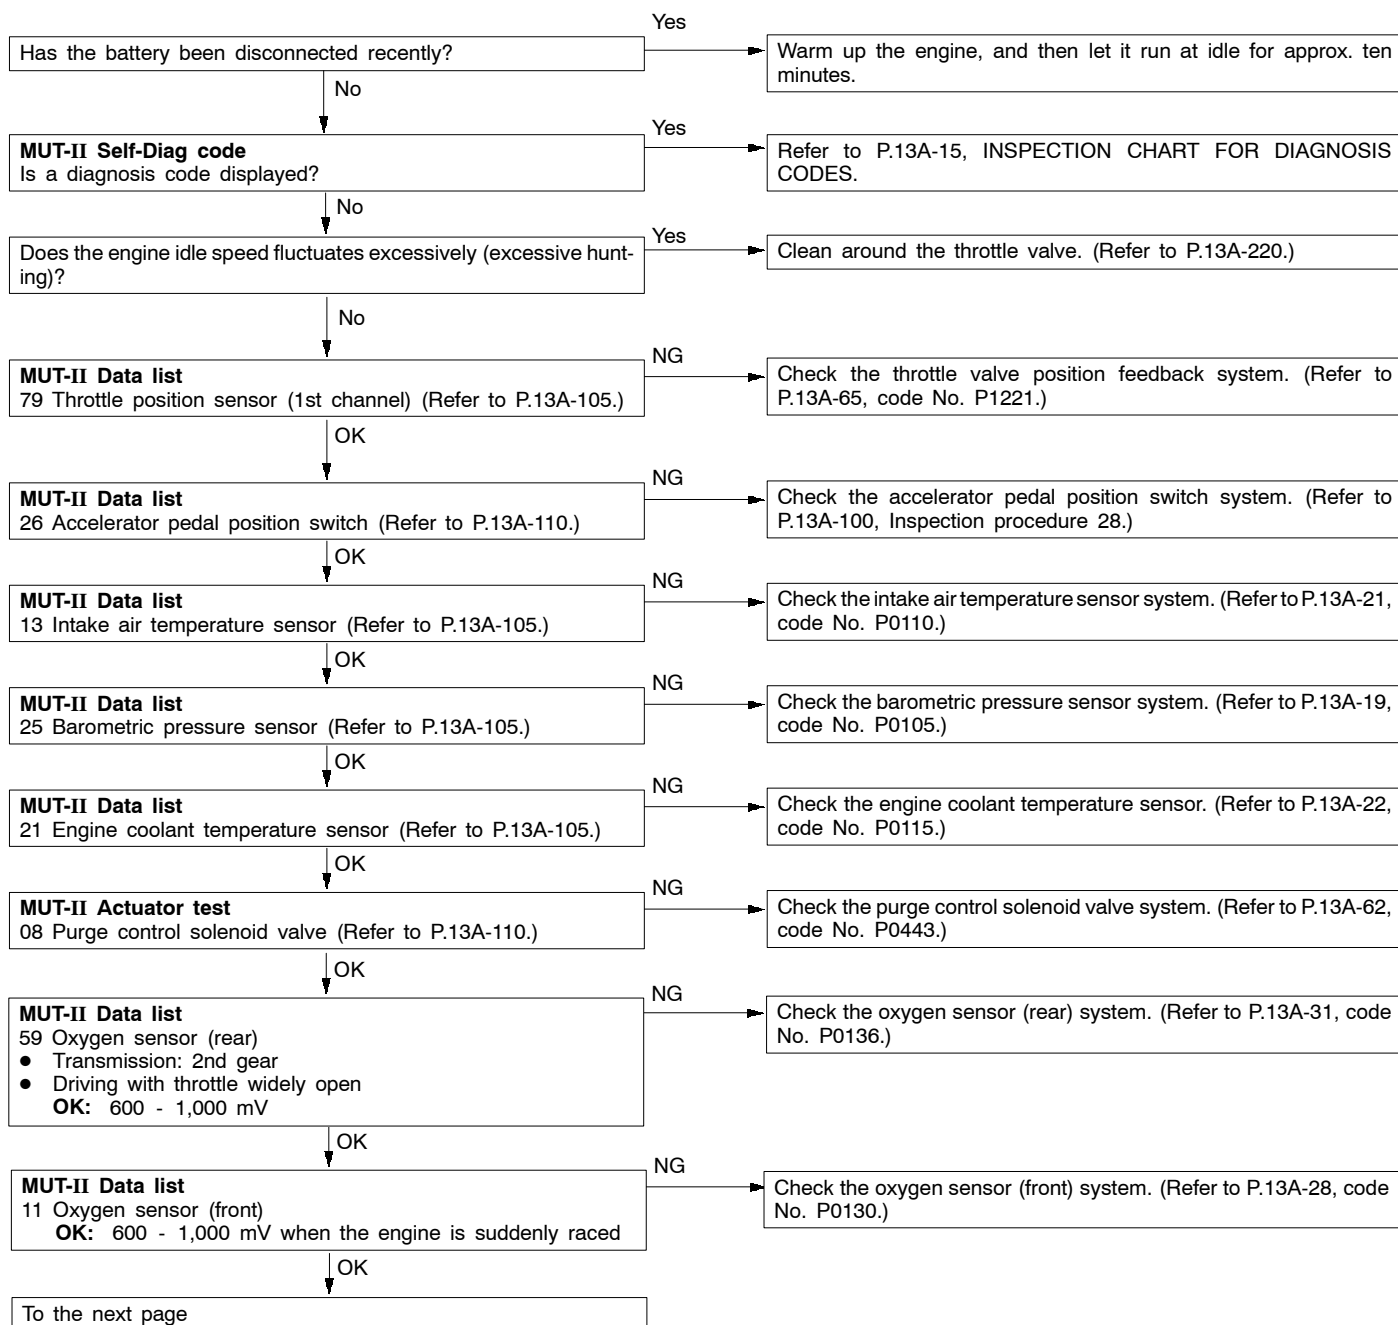 Yes
Has the battery been disconnected recently?
Warm up the engine, and then let it run at idle for approx. ten
minutes.
No
Yes
MUT-II Self-Diag code
Is a diagnosis code displayed?
Refer to P.13A-15, INSPECTION CHART FOR DIAGNOSIS
CODES.
No
Yes
Does the engine idle speed fluctuates excessively (excessive hunt-
ing)?
Clean around the throttle valve. (Refer to P.13A-220.)
No
NG
MUT-II Data list
79 Throttle position sensor (1st channel) (Refer to P.13A-105.)
Check the throttle valve position feedback system. (Refer to
P.13A-65, code No. P1221.)
OK
NG
MUT-II Data list
26 Accelerator pedal position switch (Refer to P.13A-110.)
Check the accelerator pedal position switch system. (Refer to
P.13A-100, Inspection procedure 28.)
OK
NG
MUT-II Data list
13 Intake air temperature sensor (Refer to P.13A-105.)
Check the intake air temperature sensor system. (Refer to P.13A-21,
code No. P0110.)
OK
NG
MUT-II Data list
25 Barometric pressure sensor (Refer to P.13A-105.)
Check the barometric pressure sensor system. (Refer to P.13A-19,
code No. P0105.)
OK
NG
MUT-II Data list
21 Engine coolant temperature sensor (Refer to P.13A-105.)
Check the engine coolant temperature sensor. (Refer to P.13A-22,
code No. P0115.)
OK
NG
MUT-II Actuator test
08 Purge control solenoid valve (Refer to P.13A-110.)
Check the purge control solenoid valve system. (Refer to P.13A-62,
code No. P0443.)
OK
NG
MUT-II Data list
59 Oxygen sensor (rear)
● Transmission: 2nd gear
● Driving with throttle widely open
OK: 600 - 1,000 mV
Check the oxygen sensor (rear) system. (Refer to P.13A-31, code
No. P0136.)
OK
NG
MUT-II Data list
11 Oxygen sensor (front)
OK: 600 - 1,000 mV when the engine is suddenly raced
Check the oxygen sensor (front) system. (Refer to P.13A-28, code
No. P0130.)
OK
To the next page